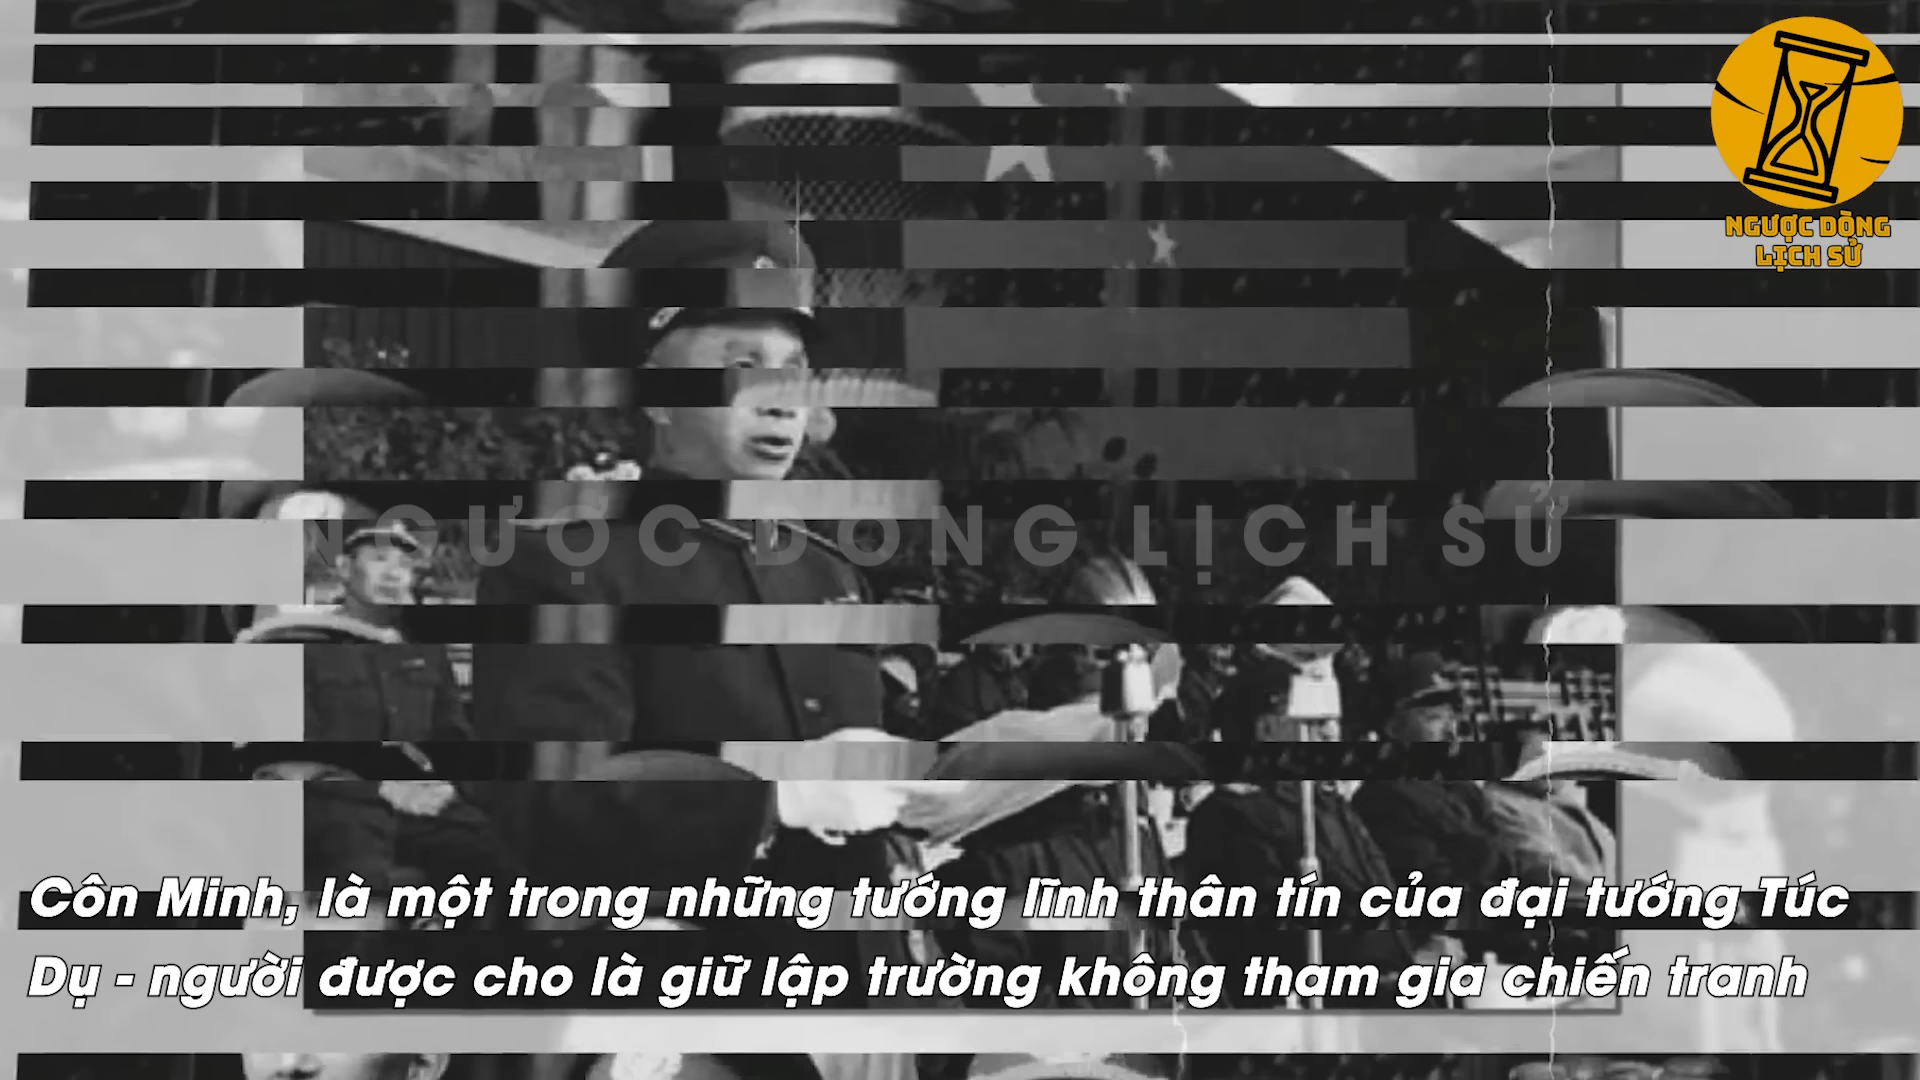 NGƯỢC DÒNG
LỊCH SỬ
NGƯỢC DÒNG LỊCH SỬ
Côn Minh, là một trong những tướng lĩnh thân tín của đại tướng Túc
Dụ - người được cho là giữ lập trường không tham gia chiến tranh